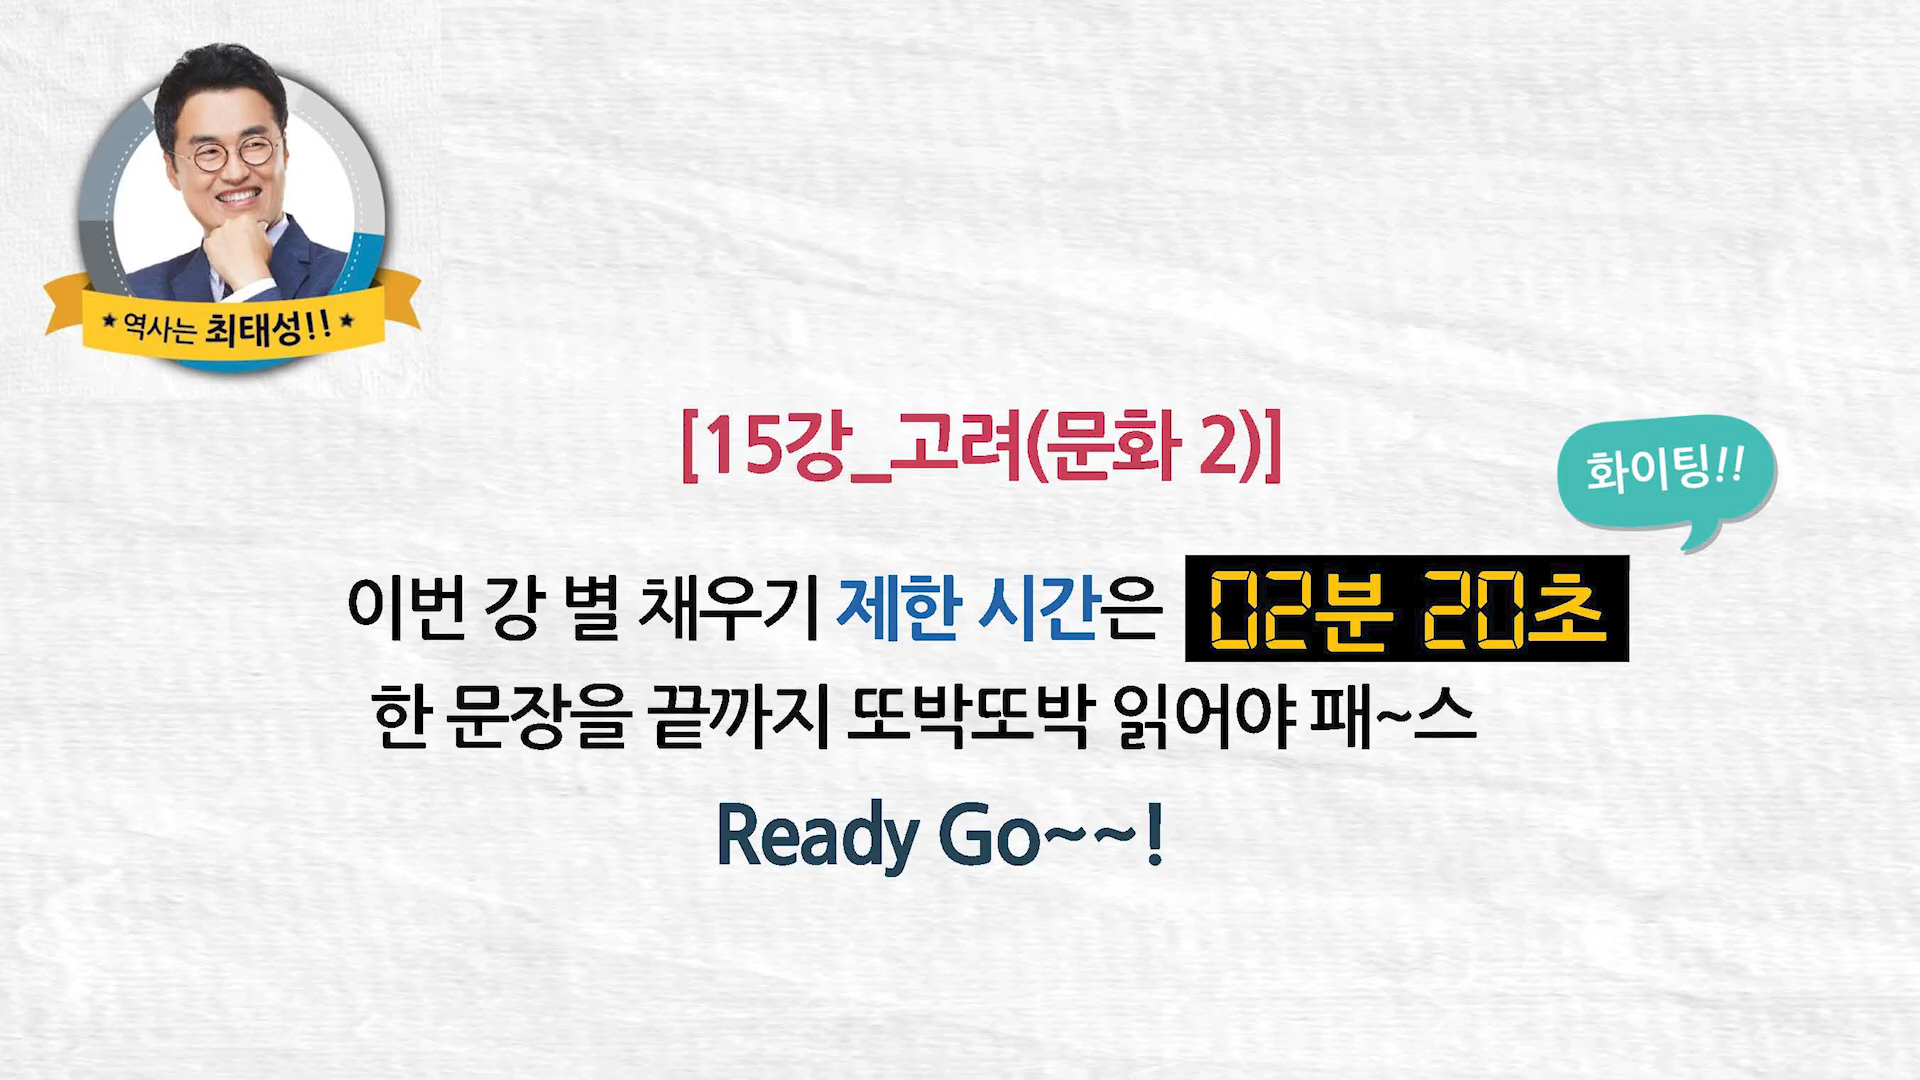 ★ 역사는 최태성!! ★
[15강_고려(문화 2)]
화이팅!!
이번 강 별 채우기 제한 시간은 02분 20초
한 문장을 끝까지 또박또박 읽어야 패~스
Ready Go~~!